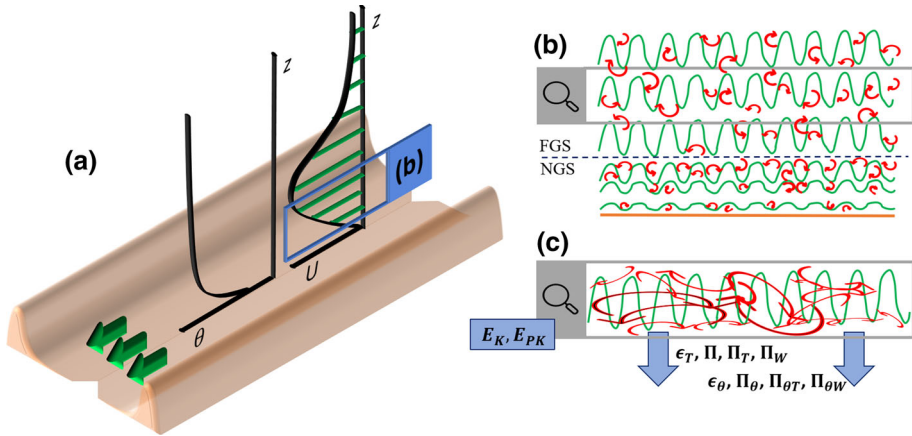 (a)
z
z
θ
U
(b)
(b)
FGS
NGS
(c)
E_K, E_PK
ϵ_T, Π, Π_T, Π_W
ϵ_θ, Π_θ, Π_θT, Π_θW